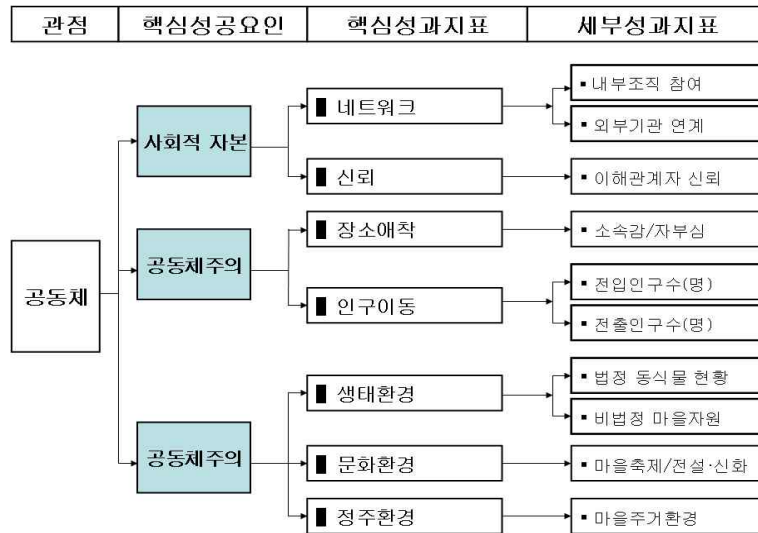 관점 핵심성공요인 핵심성과지표 세부성과지표
공동체
사회적 자본
■ 네트워크
▪ 내부조직 참여
▪ 외부기관 연계
■ 신뢰
▪ 이해관계자 신뢰
공동체주의
■ 장소애착
▪ 소속감/자부심
■ 인구이동
▪ 전입인구수(명)
▪ 전출인구수(명)
공동체주의
■ 생태환경
▪ 법정 동식물 현황
▪ 비법정 마을자원
■ 문화환경
▪ 마을축제/전설·신화
■ 정주환경
▪ 마을주거환경